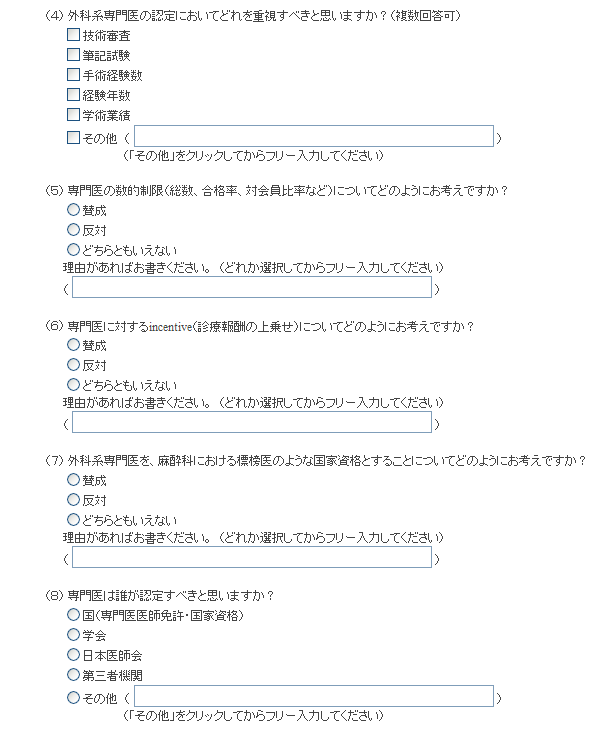 （4） 外科系専門医の認定においてどれを重視すべきと思いますか？（複数回答可）
技術審査
筆記試験
手術経験数
経験年数
学術業績
その他 （ ）
（「その他」をクリックしてからフリー入力してください）
（5） 専門医の数的制限（総数、合格率、対会員比率など）についてどのようにお考えですか？
賛成
反対
どちらともいえない
理由があればお書きください。 （どれか選択してからフリー入力してください）
（ ）
（6） 専門医に対するincentive（診療報酬の上乗せ）についてどのようにお考えですか？
賛成
反対
どちらともいえない
理由があればお書きください。 （どれか選択してからフリー入力してください）
（ ）
（7） 外科系専門医を、麻酔科における標榜医のような国家資格とすることについてどのようにお考えですか？
賛成
反対
どちらともいえない
理由があればお書きください。 （どれか選択してからフリー入力してください）
（ ）
（8） 専門医は誰が認定すべきと思いますか？
国（専門医医師免許・国家資格）
学会
日本医師会
第三者機関
その他 （ ）
（「その他」をクリックしてからフリー入力してください）